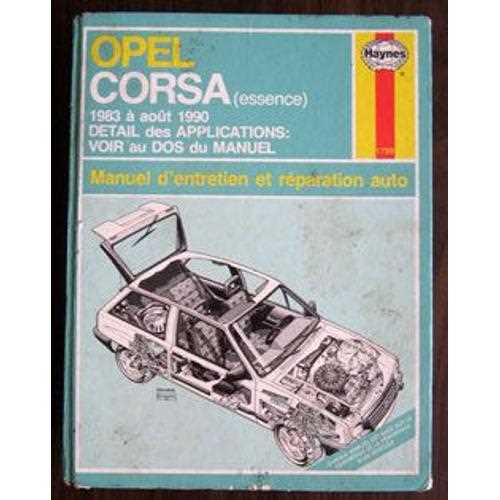 OPEL
CORSA (essence)
1983 à août 1990
DETAIL des APPLICATIONS:
VOIR au DOS du MANUEL
Haynes
Manuel d'entretien et réparation auto